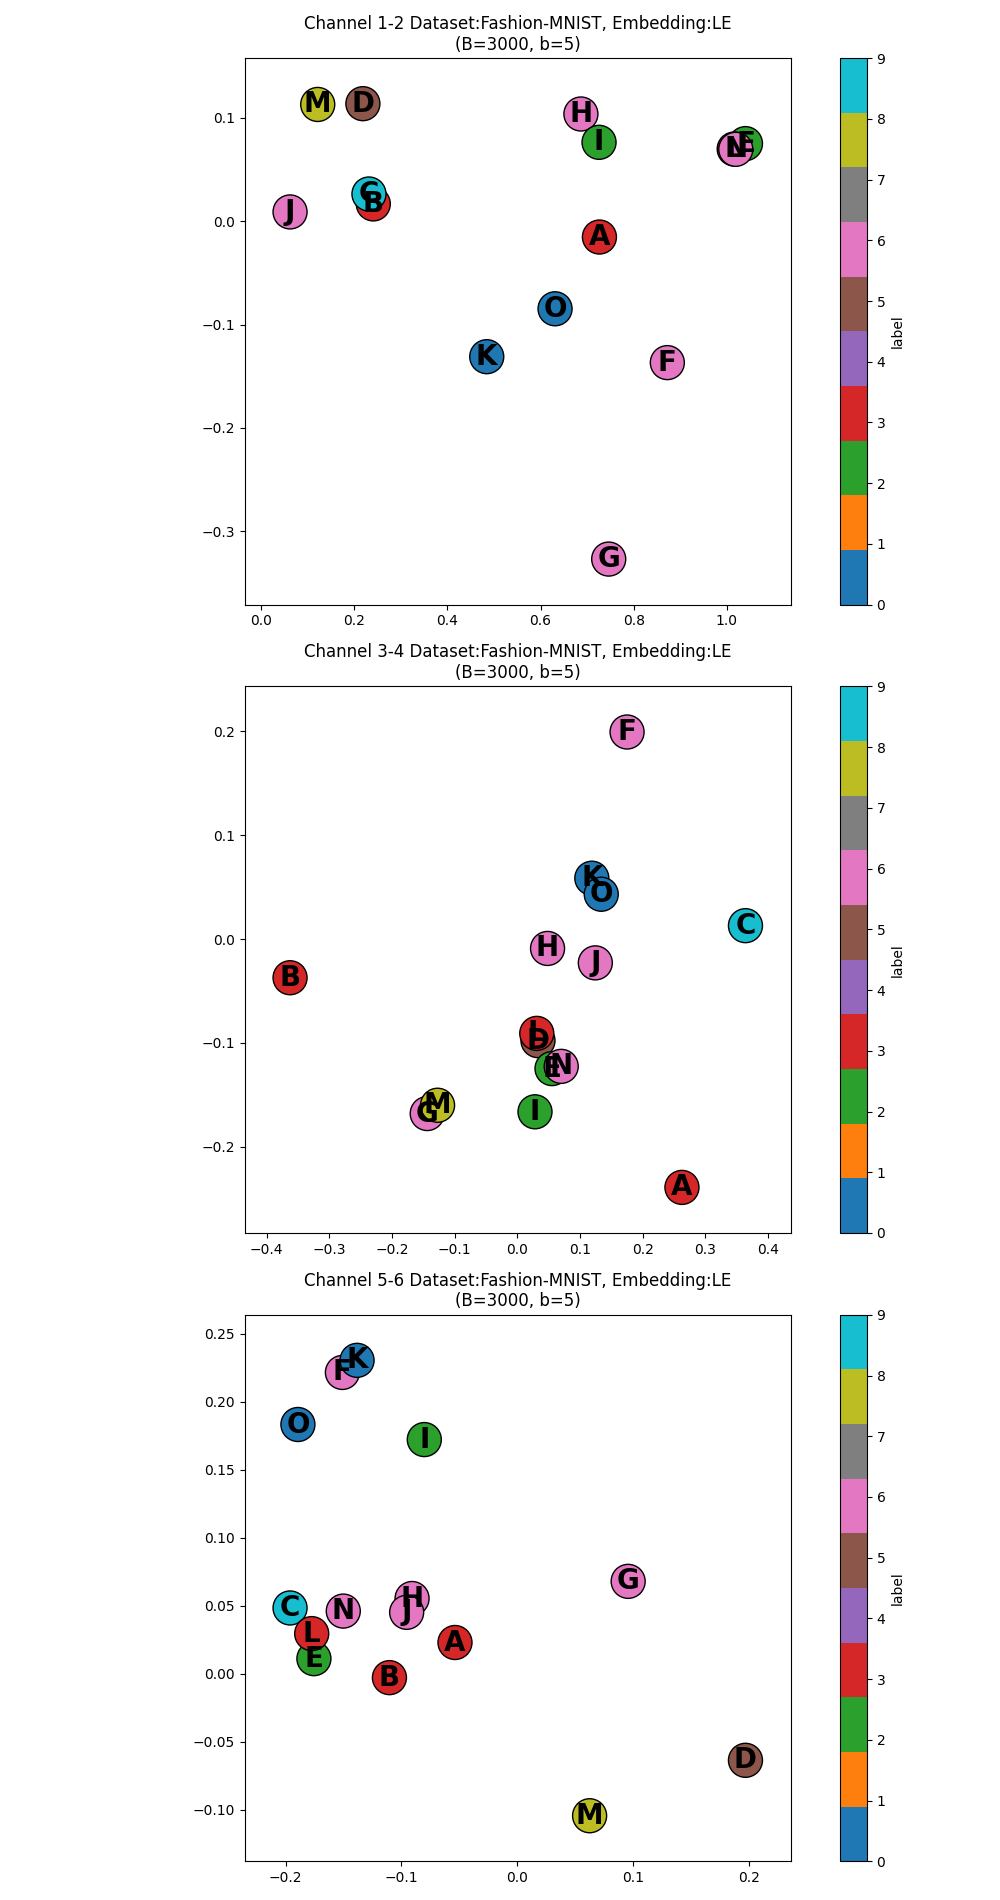 Channel 1-2 Dataset:Fashion-MNIST, Embedding:LE
(B=3000, b=5)
0.1
0.0
−0.1
−0.2
−0.3
0.0 0.2 0.4 0.6 0.8 1.0
M D H I N E
C B J A
O K F
G
9
8
7
6
5
4
3
2
1
0
label
Channel 3-4 Dataset:Fashion-MNIST, Embedding:LE
(B=3000, b=5)
0.2
0.1
0.0
−0.1
−0.2
−0.4 −0.3 −0.2 −0.1 0.0 0.1 0.2 0.3 0.4
F
K O C
H J B
L D E N
M G I
A
9
8
7
6
5
4
3
2
1
0
label
Channel 5-6 Dataset:Fashion-MNIST, Embedding:LE
(B=3000, b=5)
0.25
0.20
0.15
0.10
0.05
0.00
−0.05
−0.10
−0.2 −0.1 0.0 0.1 0.2
K F
O I
G
H C N J
L A E B
D
M
9
8
7
6
5
4
3
2
1
0
label